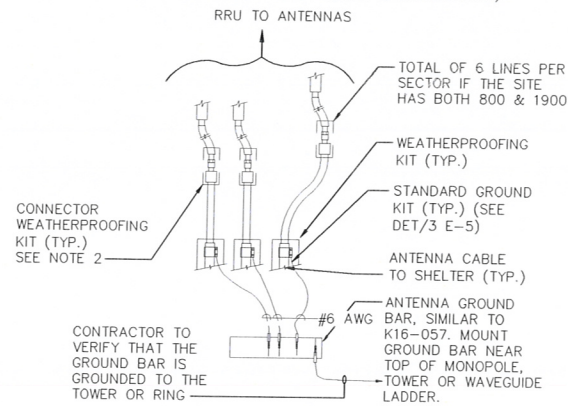 RRU TO ANTENNAS
TOTAL OF 6 LINES PER
SECTOR IF THE SITE
HAS BOTH 800 & 1900
WEATHERPROOFING
KIT (TYP.)
STANDARD GROUND
KIT (TYP.) (SEE
DET/3 E-5)
CONNECTOR
WEATHERPROOFING
KIT (TYP.)
SEE NOTE 2
ANTENNA CABLE
TO SHELTER (TYP.)
#6 AWG
ANTENNA GROUND
BAR, SIMILAR TO
K16-057. MOUNT
GROUND BAR NEAR
TOP OF MONOPOLE,
TOWER OR WAVEGUIDE
LADDER.
CONTRACTOR TO
VERIFY THAT THE
GROUND BAR IS
GROUNDED TO THE
TOWER OR RING